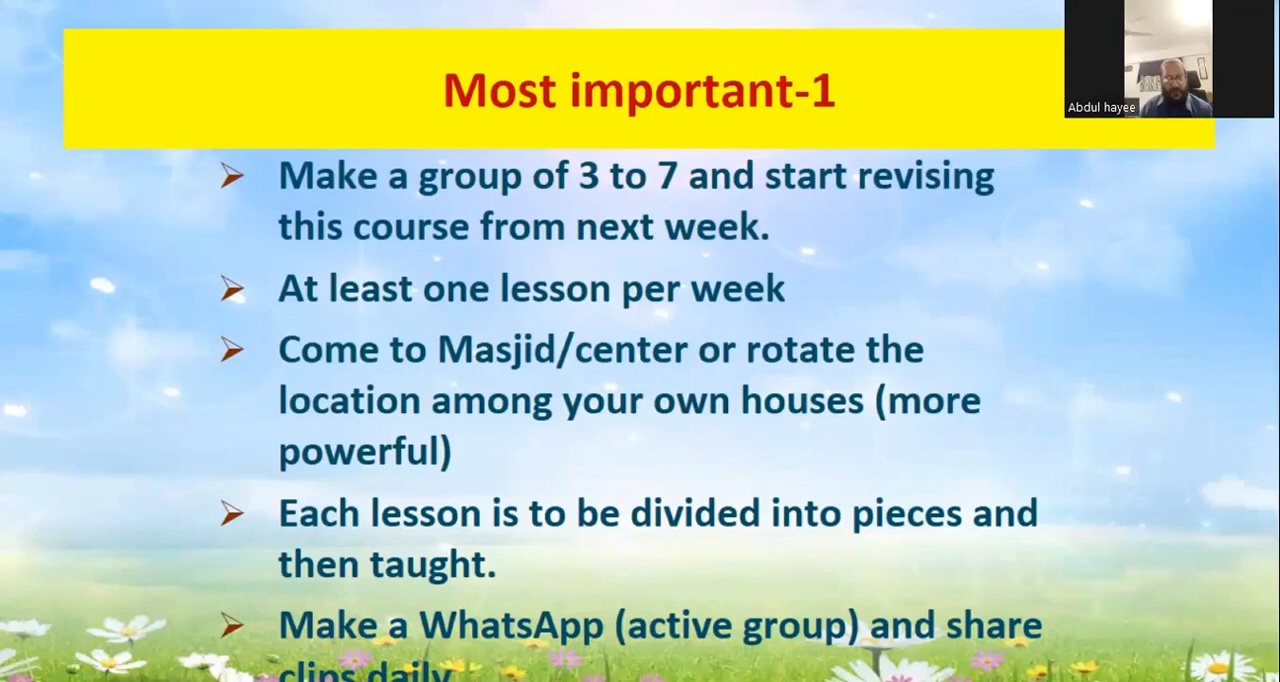 Most important-1
Abdul hayee
Make a group of 3 to 7 and start revising
this course from next week.
At least one lesson per week
Come to Masjid/center or rotate the
location among your own houses (more
powerful)
Each lesson is to be divided into pieces and
then taught.
Make a WhatsApp (active group) and share
clips daily